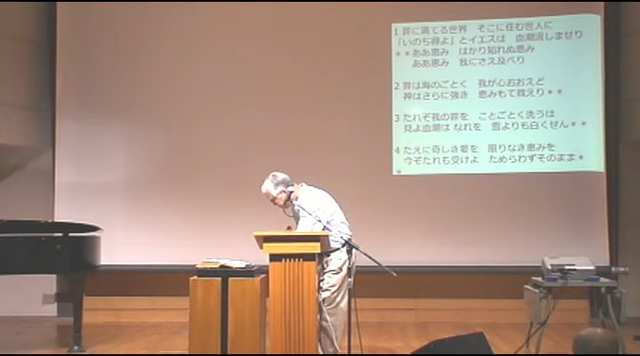 1 罪に満てる世界 そこに住む世人に
「いのち得よ」とイエスは 血潮流しませり
**ああ恵み はかり知れぬ恵み
ああ恵み 我にさえ及べり
2 罪は海のごとく 我が心おおえど
神はさらに強き 恵みもて救えり**
3 たれぞ我の罪を ことごとく洗うは
見よ血潮は なれを 雪よりも白くせん**
4 たえに奇しき愛を 限りなき恵みを
今ぞたれも受けよ ためらわずそのまま*
*